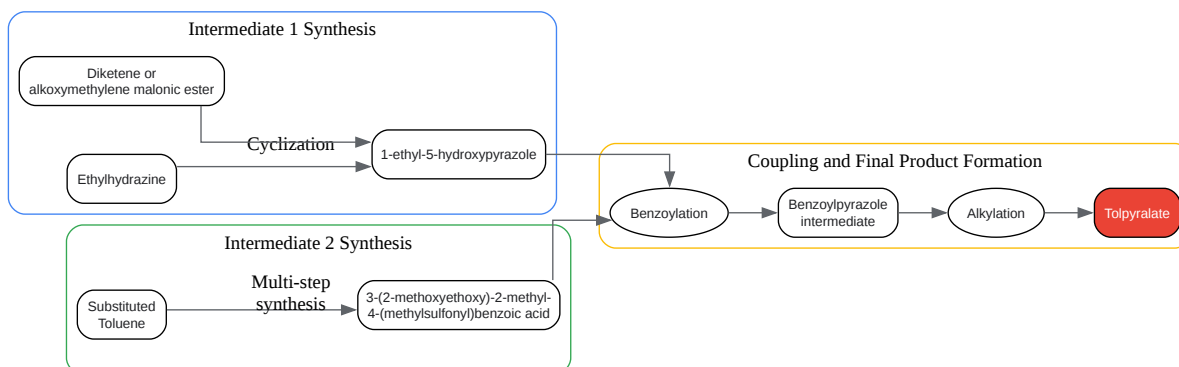 Intermediate 1 Synthesis
Diketene or
alkoxymethylene malonic ester
Cyclization
Ethylhydrazine
1-ethyl-5-hydroxypyrazole
Intermediate 2 Synthesis
Substituted
Toluene
Multi-step
synthesis
3-(2-methoxyethoxy)-2-methyl-
4-(methylsulfonyl)benzoic acid
Coupling and Final Product Formation
Benzoylation
Benzoylpyrazole
intermediate
Alkylation
Tolpyralate